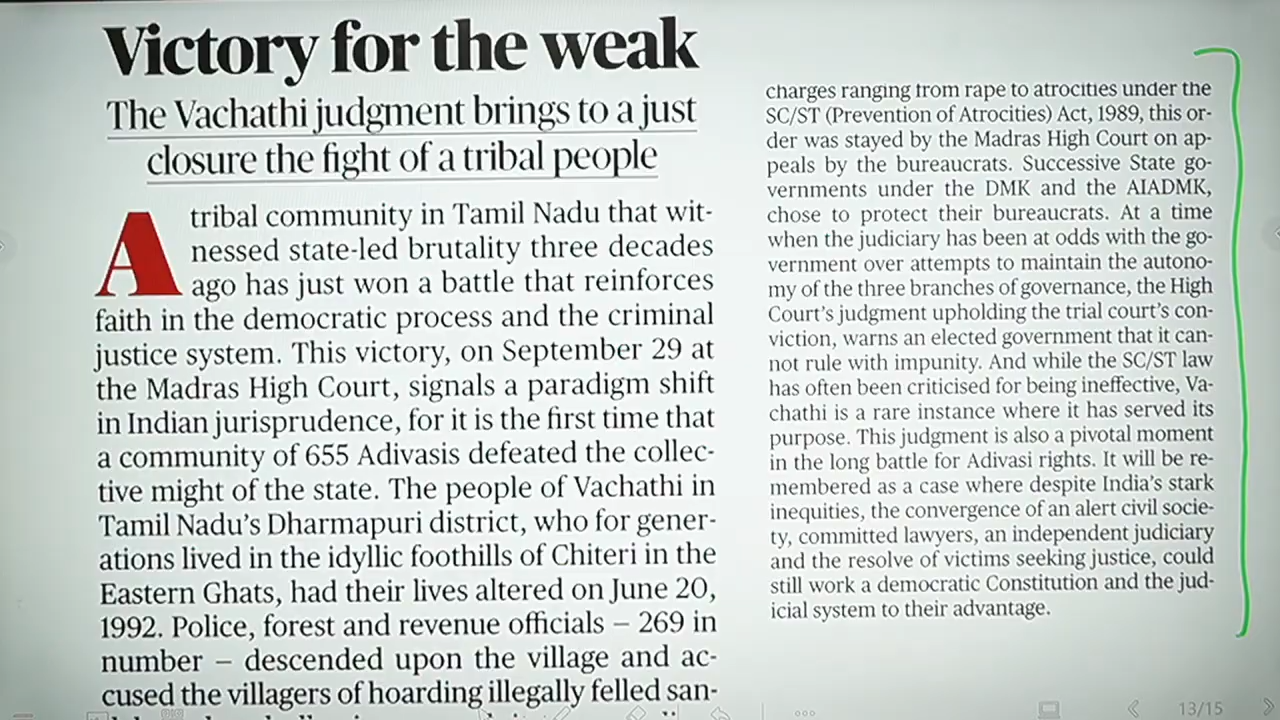 Victory for the weak
The Vachathi judgment brings to a just
closure the fight of a tribal people
A tribal community in Tamil Nadu that wit-
nessed state-led brutality three decades
ago has just won a battle that reinforces
faith in the democratic process and the criminal
justice system. This victory, on September 29 at
the Madras High Court, signals a paradigm shift
in Indian jurisprudence, for it is the first time that
a community of 655 Adivasis defeated the collec-
tive might of the state. The people of Vachathi in
Tamil Nadu's Dharmapuri district, who for gener-
ations lived in the idyllic foothills of Chiteri in the
Eastern Ghats, had their lives altered on June 20,
1992. Police, forest and revenue officials – 269 in
number – descended upon the village and ac-
cused the villagers of hoarding illegally felled san-
charges ranging from rape to atrocities under the
SC/ST (Prevention of Atrocities) Act, 1989, this or-
der was stayed by the Madras High Court on ap-
peals by the bureaucrats. Successive State go-
vernments under the DMK and the AIADMK,
chose to protect their bureaucrats. At a time
when the judiciary has been at odds with the go-
vernment over attempts to maintain the autono-
my of the three branches of governance, the High
Court's judgment upholding the trial court's con-
viction, warns an elected government that it can-
not rule with impunity. And while the SC/ST law
has often been criticised for being ineffective, Va-
chathi is a rare instance where it has served its
purpose. This judgment is also a pivotal moment
in the long battle for Adivasi rights. It will be re-
membered as a case where despite India's stark
inequities, the convergence of an alert civil socie-
ty, committed lawyers, an independent judiciary
and the resolve of victims seeking justice, could
still work a democratic Constitution and the jud-
icial system to their advantage.
13/15